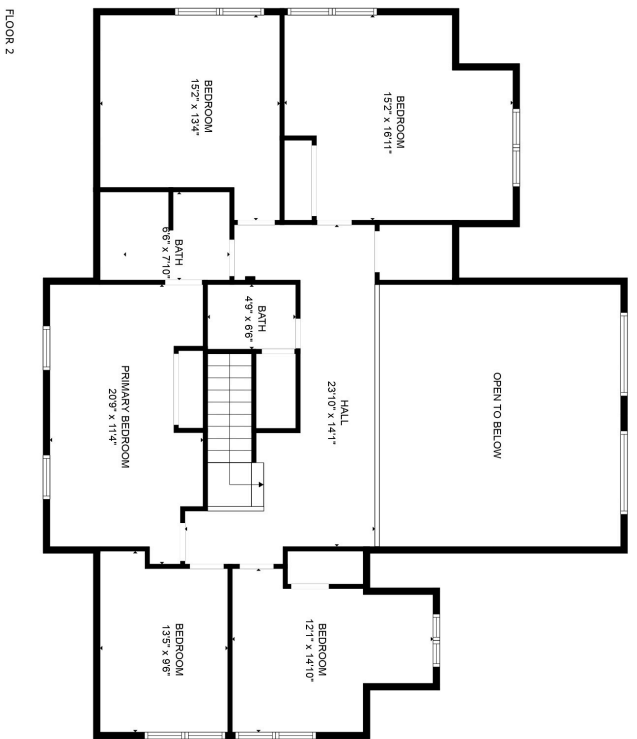 FLOOR 2
BEDROOM
15'2" x 13'4"
BEDROOM
15'2" x 16'11"
BATH
6'6" x 7'10"
BATH
4'9" x 6'6"
PRIMARY BEDROOM
20'9" x 11'4"
HALL
23'10" x 14'1"
OPEN TO BELOW
BEDROOM
13'5" x 9'6"
BEDROOM
12'1" x 14'10"